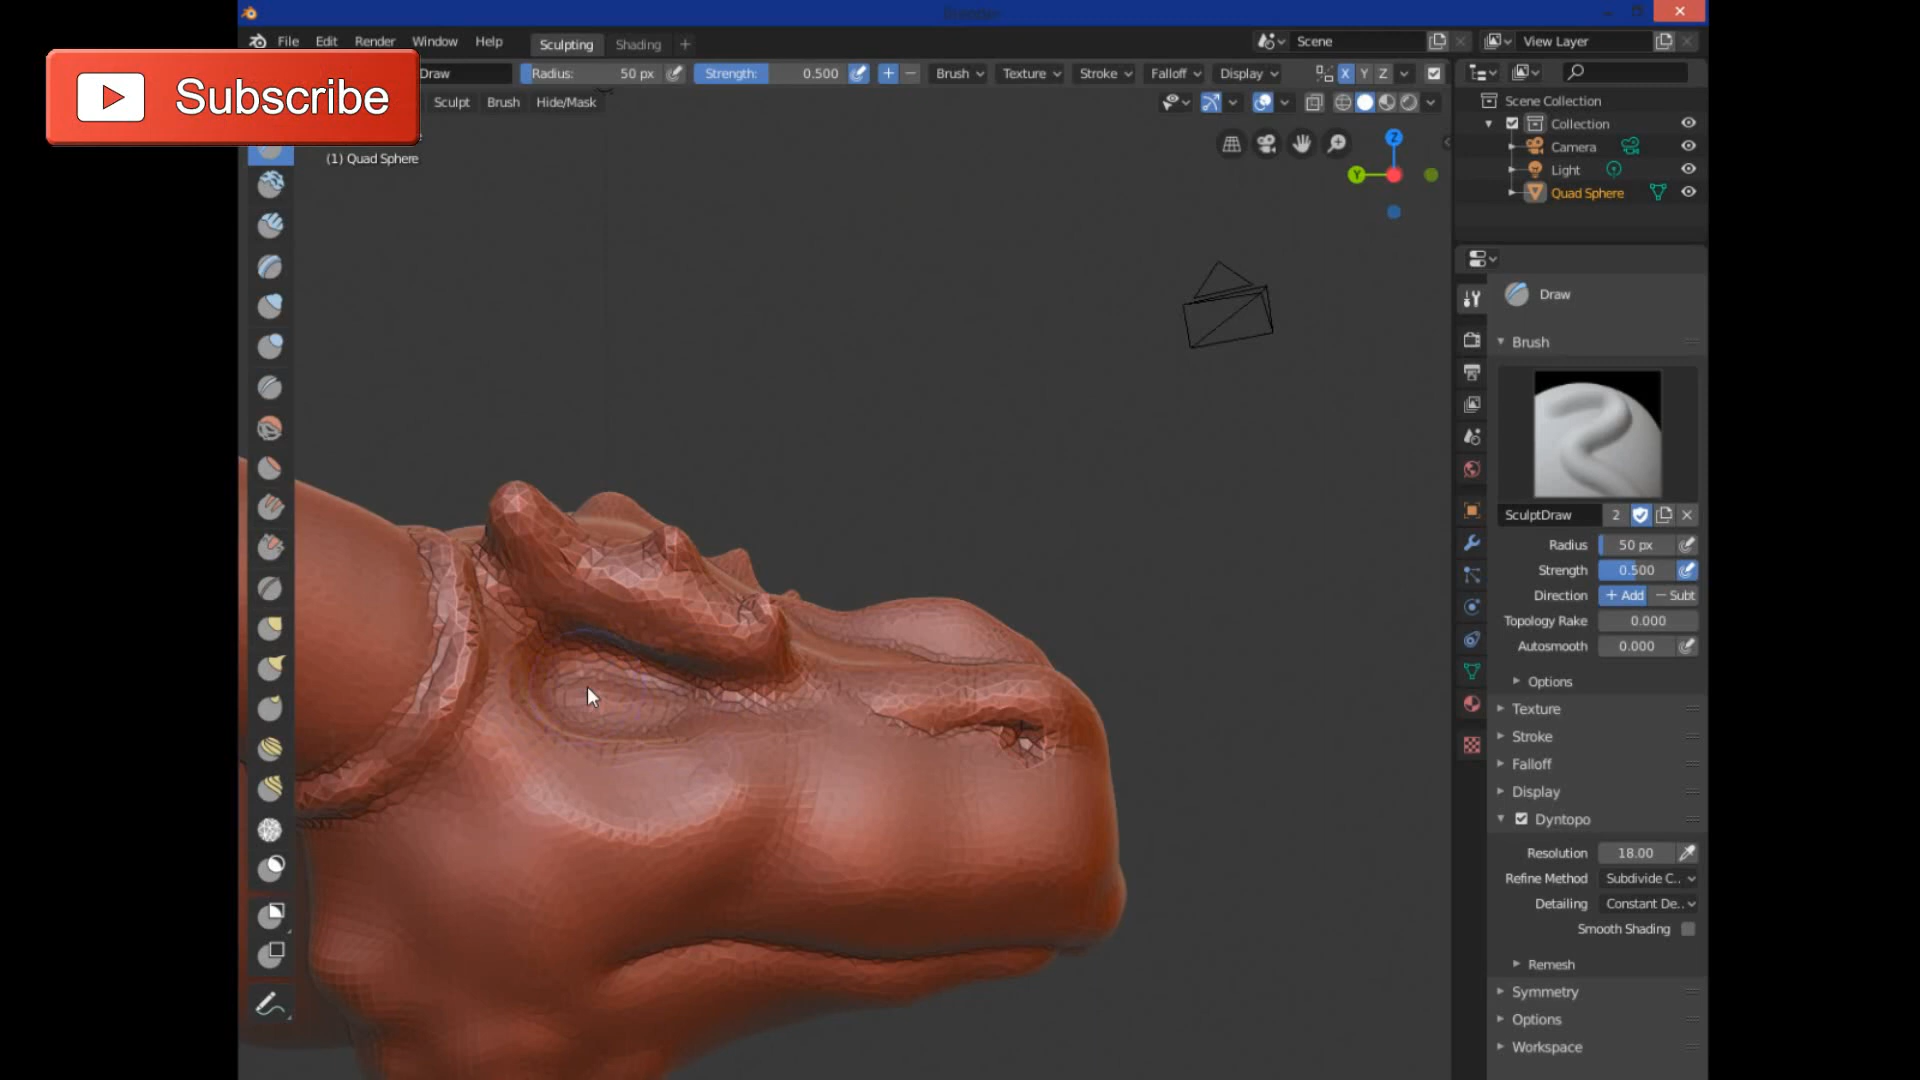 File Edit Render Window Help Sculpting Shading + Scene View Layer
Subscribe
Draw Radius: 50 px Strength: 0.500 + − Brush Texture Stroke Falloff Display X Y Z
Sculpt Brush Hide/Mask
(1) Quad Sphere
Z
Y
Scene Collection
Collection
Camera
Light
Quad Sphere
Draw
Brush
SculptDraw 2
Radius 50 px
Strength 0.500
Direction + Add − Subt
Topology Rake 0.000
Autosmooth 0.000
Options
Texture
Stroke
Falloff
Display
Dyntopo
Resolution 18.00
Refine Method Subdivide C..
Detailing Constant De..
Smooth Shading
Remesh
Symmetry
Options
Workspace